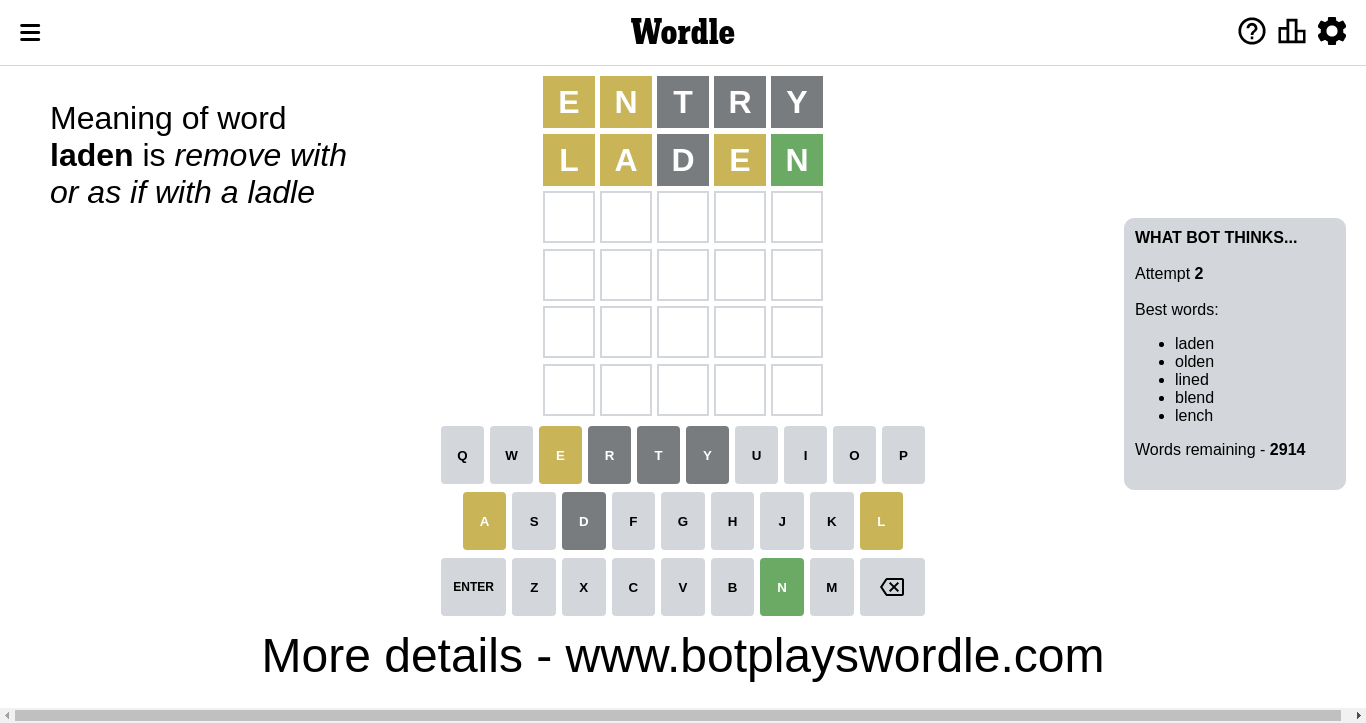 Wordle
Meaning of word
laden is remove with
or as if with a ladle
E N T R Y
L A D E N
WHAT BOT THINKS...
Attempt 2
Best words:
laden
olden
lined
blend
lench
Words remaining - 2914
Q W E R T Y U I O P
A S D F G H J K L
ENTER Z X C V B N M
More details - www.botplayswordle.com